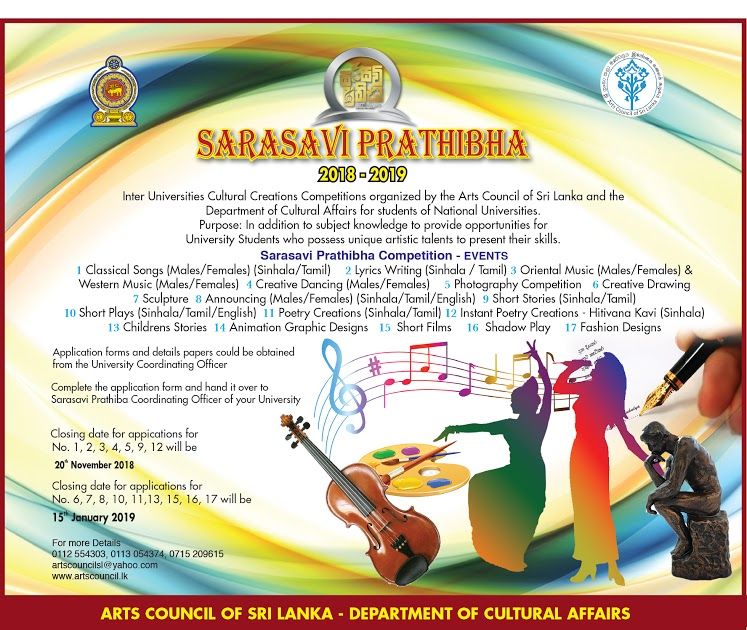 Arts Council of Sri Lanka
SARASAVI PRATHIBHA
2018 - 2019
Inter Universities Cultural Creations Competitions organized by the Arts Council of Sri Lanka and the
Department of Cultural Affairs for students of National Universities.
Purpose: In addition to subject knowledge to provide opportunities for
University Students who possess unique artistic talents to present their skills.
Sarasavi Prathibha Competition - EVENTS
1 Classical Songs (Males/Females) (Sinhala/Tamil) 2 Lyrics Writing (Sinhala / Tamil) 3 Oriental Music (Males/Females) &
Western Music (Males/Females) 4 Creative Dancing (Males/Females) 5 Photography Competition 6 Creative Drawing
7 Sculpture 8 Announcing (Males/Females) (Sinhala/Tamil/English) 9 Short Stories (Sinhala/Tamil)
10 Short Plays (Sinhala/Tamil/English) 11 Poetry Creations (Sinhala/Tamil) 12 Instant Poetry Creations - Hitivana Kavi (Sinhala)
13 Childrens Stories 14 Animation Graphic Designs 15 Short Films 16 Shadow Play 17 Fashion Designs
Application forms and details papers could be obtained
from the University Coordinating Officer
Complete the application form and hand it over to
Sarasavi Prathiba Coordinating Officer of your University
Closing date for appications for
No. 1, 2, 3, 4, 5, 9, 12 will be
20th November 2018
Closing date for applications for
No. 6, 7, 8, 10, 11,13, 15, 16, 17 will be
15th January 2019
For more Details
0112 554303, 0113 054374, 0715 209615
artscouncilsl@yahoo.com
www.artscouncil.lk
ARTS COUNCIL OF SRI LANKA - DEPARTMENT OF CULTURAL AFFAIRS